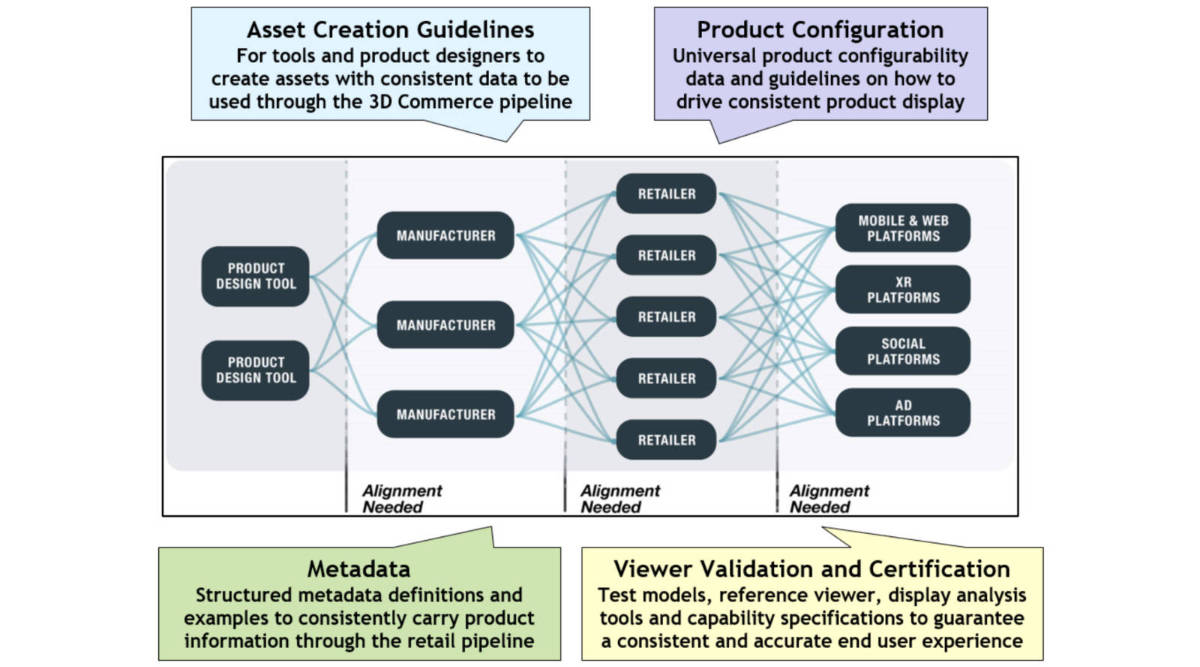 Asset Creation Guidelines
For tools and product designers to
create assets with consistent data to be
used through the 3D Commerce pipeline
Product Configuration
Universal product configurability
data and guidelines on how to
drive consistent product display
PRODUCT
DESIGN TOOL
PRODUCT
DESIGN TOOL
MANUFACTURER
MANUFACTURER
MANUFACTURER
RETAILER
RETAILER
RETAILER
RETAILER
RETAILER
MOBILE & WEB
PLATFORMS
XR
PLATFORMS
SOCIAL
PLATFORMS
AD
PLATFORMS
Alignment
Needed
Alignment
Needed
Alignment
Needed
Metadata
Structured metadata definitions and
examples to consistently carry product
information through the retail pipeline
Viewer Validation and Certification
Test models, reference viewer, display analysis
tools and capability specifications to guarantee
a consistent and accurate end user experience